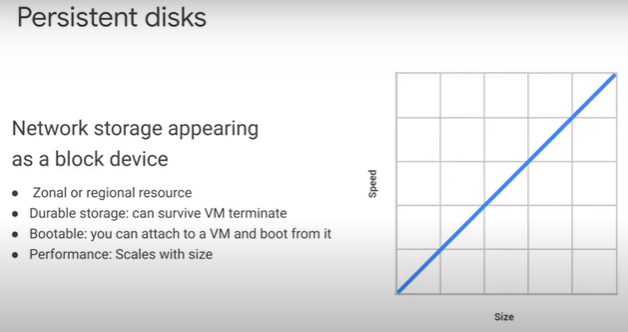 Persistent disks
Network storage appearing
as a block device
• Zonal or regional resource
• Durable storage: can survive VM terminate
• Bootable: you can attach to a VM and boot from it
• Performance: Scales with size
Speed
Size